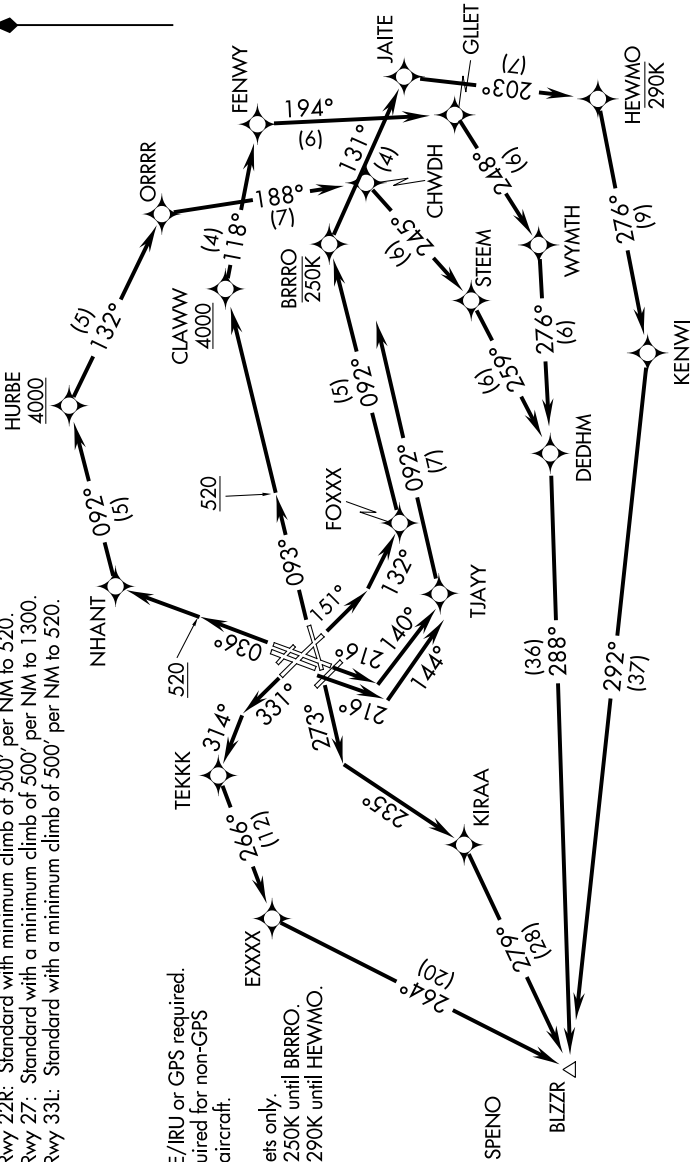 Rwy 22R: Standard with minimum climb of 500' per NM to 520.
Rwy 27: Standard with a minimum climb of 500' per NM to 1300.
Rwy 33L: Standard with a minimum climb of 500' per NM to 520.
E/IRU or GPS required.
uired for non-GPS
aircraft.
ets only.
250K until BRRRO.
290K until HEWMO.
HURBE
4000
092°
(5)
(5)
132°
NHANT
520
036°
ORRRR
188°
(7)
FENWY
194°
(6)
(4)
118°
CLAWW
4000
520
093°
JAITE
GLLET
(7)
203°
HEWMO
290K
131°
(4)
BRRRO
250K
CHWDH
245°
(6)
248°
(6)
STEEM
WYMTH
276°
(9)
KENWI
259°
(6)
276°
(6)
DEDHM
(5)
092°
092°
(7)
FOXXX
132°
151°
TJAYY
216°
140°
144°
216°
331°
314°
TEKKK
266°
(12)
EXXXX
264°
(20)
273°
235°
KIRAA
279°
(28)
(36)
288°
292°
(37)
BLZZR
SPENO